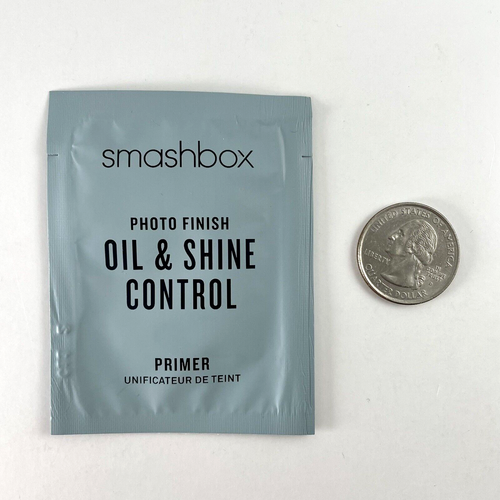 smashbox
PHOTO FINISH
OIL & SHINE
CONTROL
PRIMER
UNIFICATEUR DE TEINT
UNITED STATES OF AMERICA
LIBERTY
QUARTER DOLLAR